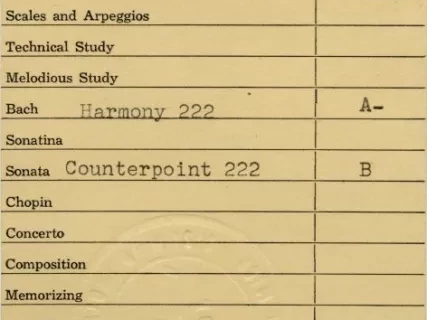 Scales and Arpeggios
Technical Study
Melodious Study
Bach Harmony 222 A-
Sonatina
Sonata Counterpoint 222 B
Chopin
Concerto
Composition
Memorizing